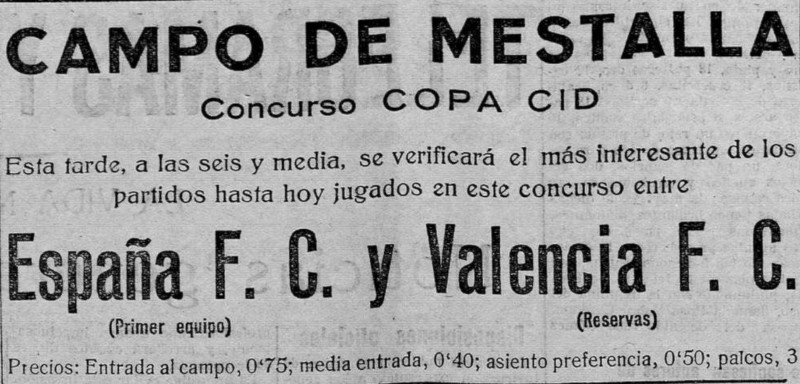 CAMPO DE MESTALLA
Concurso COPA CID
Esta tarde, a las seis y media, se verificará el más interesante de los
partidos hasta hoy jugados en este concurso entre
España F. C. y Valencia F. C.
(Primer equipo) (Reservas)
Precios: Entrada al campo, 0'75; media entrada, 0'40; asiento preferencia, 0'50; palcos, 3